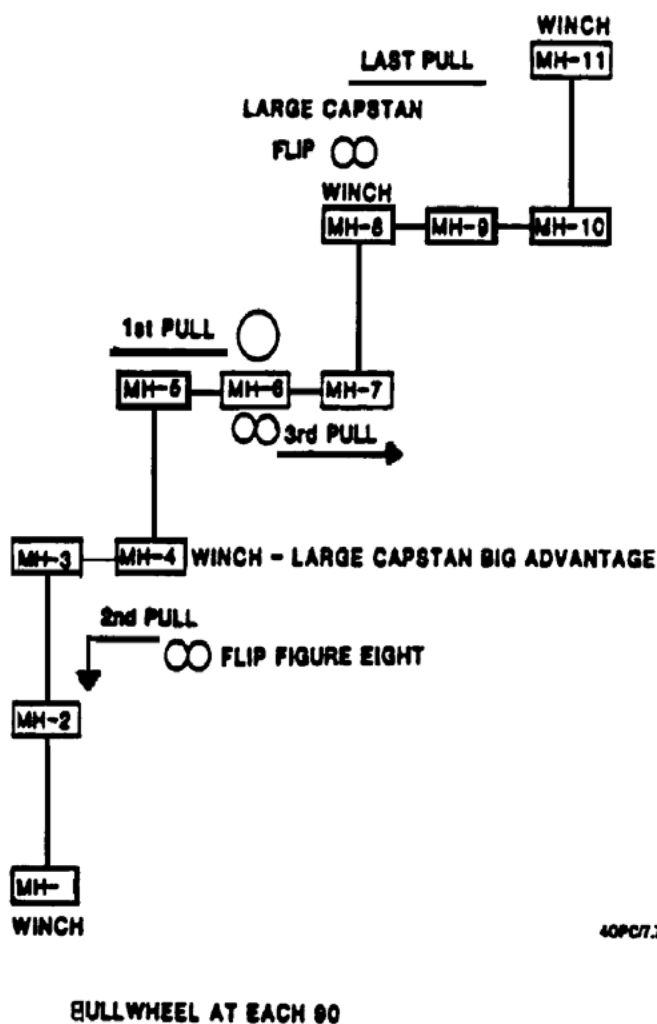 WINCH
MH-11
LAST PULL
LARGE CAPSTAN
FLIP
WINCH
MH-8
MH-9
MH-10
1st PULL
MH-5
MH-6
MH-7
3rd PULL
MH-3
MH-4
WINCH - LARGE CAPSTAN BIG ADVANTAGE
2nd PULL
FLIP FIGURE EIGHT
MH-2
MH-
WINCH
BULLWHEEL AT EACH 90